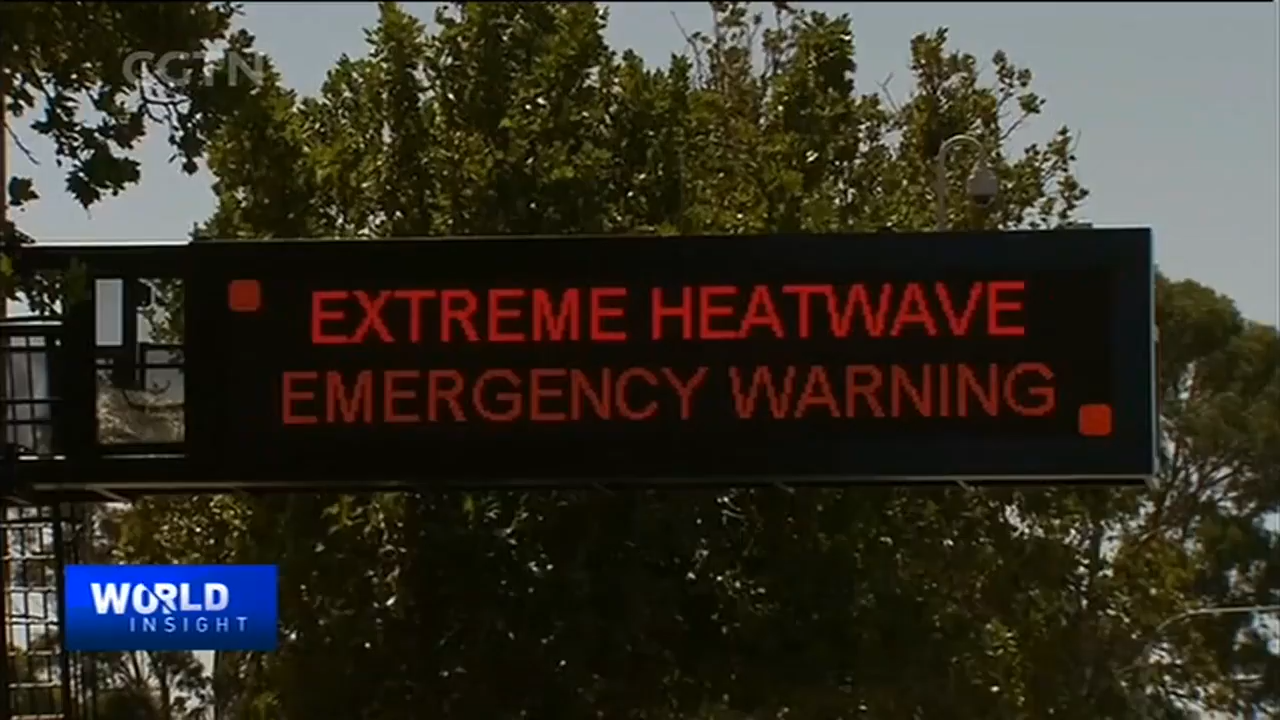 CGTN
EXTREME HEATWAVE
EMERGENCY WARNING
WORLD
INSIGHT